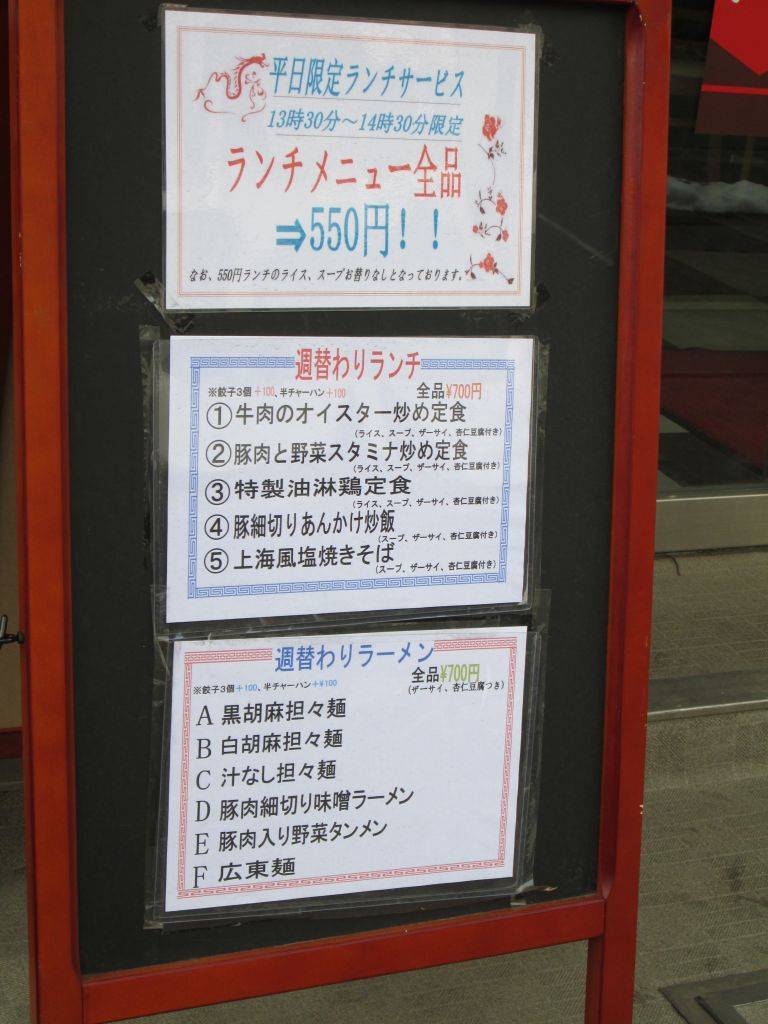 平日限定ランチサービス
13時30分～14時30分限定
ランチメニュー全品
⇒550円！！
なお、550円ランチのライス、スープお替りなしとなっております。
週替わりランチ
※餃子3個+100、半チャーハン+100 全品¥700円
①牛肉のオイスター炒め定食
(ライス、スープ、ザーサイ、杏仁豆腐付き)
②豚肉と野菜スタミナ炒め定食
(ライス、スープ、ザーサイ、杏仁豆腐付き)
③特製油淋鶏定食
(ライス、スープ、ザーサイ、杏仁豆腐付き)
④豚細切りあんかけ炒飯
(スープ、ザーサイ、杏仁豆腐付き)
⑤上海風塩焼きそば
(スープ、ザーサイ、杏仁豆腐付き)
週替わりラーメン
※餃子3個+100、半チャーハン+¥100 全品¥700円
(ザーサイ、杏仁豆腐つき)
A 黒胡麻担々麺
B 白胡麻担々麺
C 汁なし担々麺
D 豚肉細切り味噌ラーメン
E 豚肉入り野菜タンメン
F 広東麺